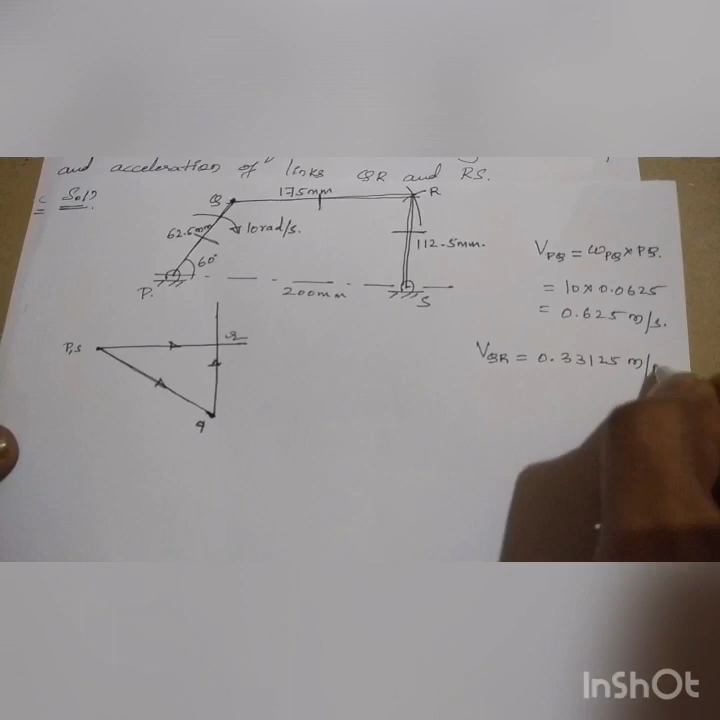 and acceleration of links QR and RS.
Sol?
Q 175mm R
62.5mm 10rad/s.
112.5mm.
60°
P. 200mm S
P,S r
q
VPQ = ωPQ × PQ.
= 10 × 0.0625
= 0.625 m/s.
VQR = 0.33125 m/
InShOt